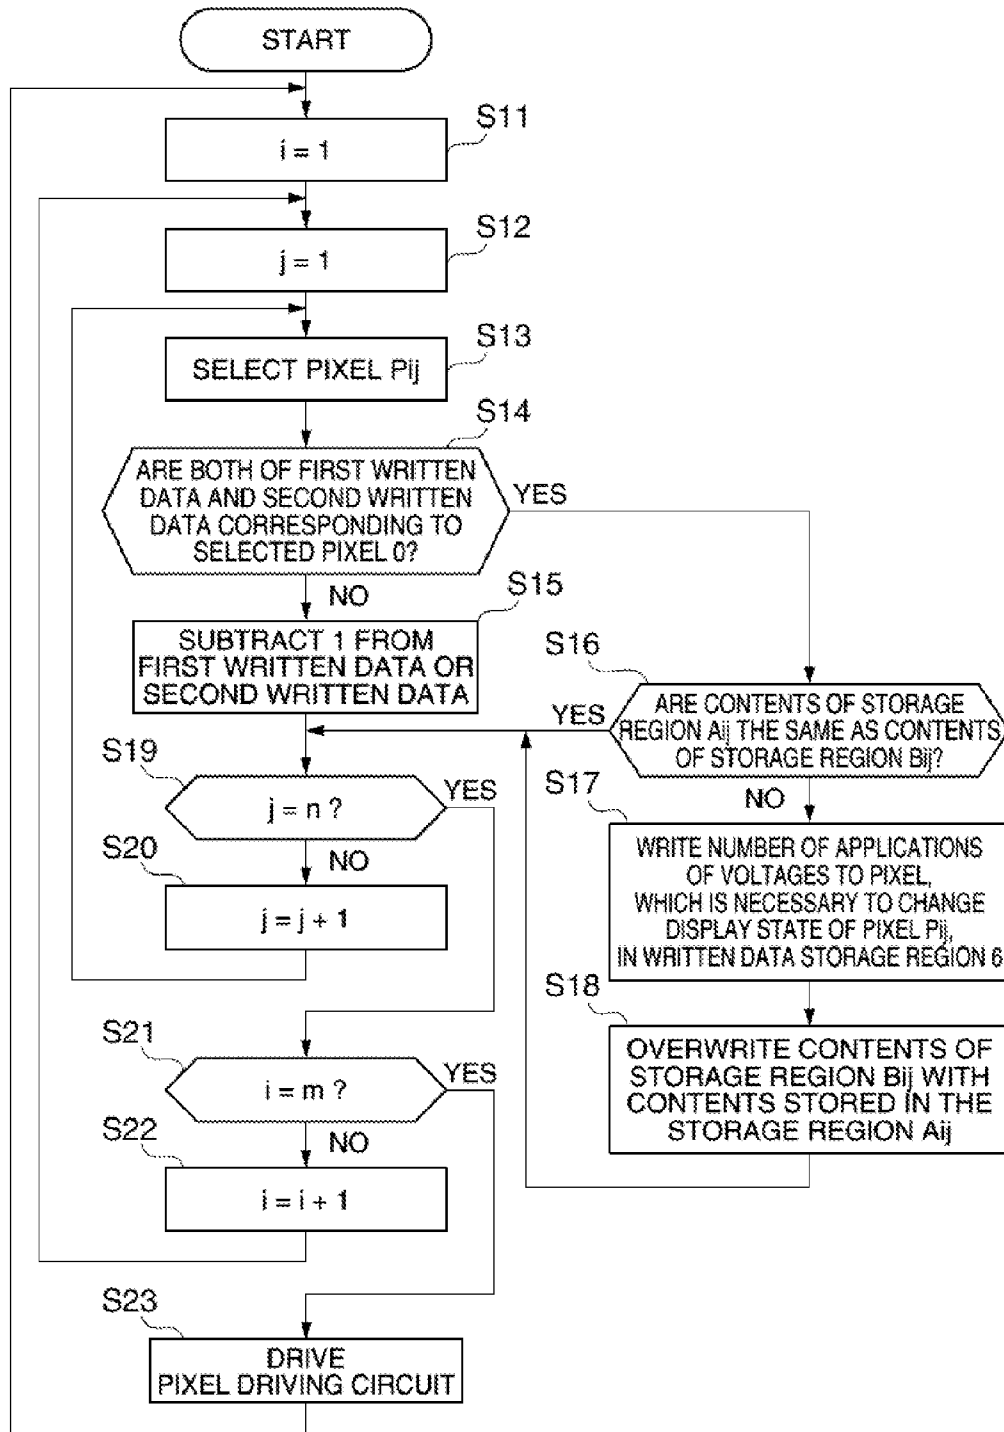 START
S11
i = 1
S12
j = 1
S13
SELECT PIXEL Pij
S14
ARE BOTH OF FIRST WRITTEN
DATA AND SECOND WRITTEN
DATA CORRESPONDING TO
SELECTED PIXEL 0?
YES
NO
S15
SUBTRACT 1 FROM
FIRST WRITTEN DATA OR
SECOND WRITTEN DATA
S16
ARE CONTENTS OF STORAGE
REGION Aij THE SAME AS CONTENTS
OF STORAGE REGION Bij?
YES
NO
S17
WRITE NUMBER OF APPLICATIONS
OF VOLTAGES TO PIXEL,
WHICH IS NECESSARY TO CHANGE
DISPLAY STATE OF PIXEL Pij,
IN WRITTEN DATA STORAGE REGION 6
S18
OVERWRITE CONTENTS OF
STORAGE REGION Bij WITH
CONTENTS STORED IN THE
STORAGE REGION Aij
S19
j = n ?
YES
NO
S20
j = j + 1
S21
i = m ?
YES
NO
S22
i = i + 1
S23
DRIVE
PIXEL DRIVING CIRCUIT